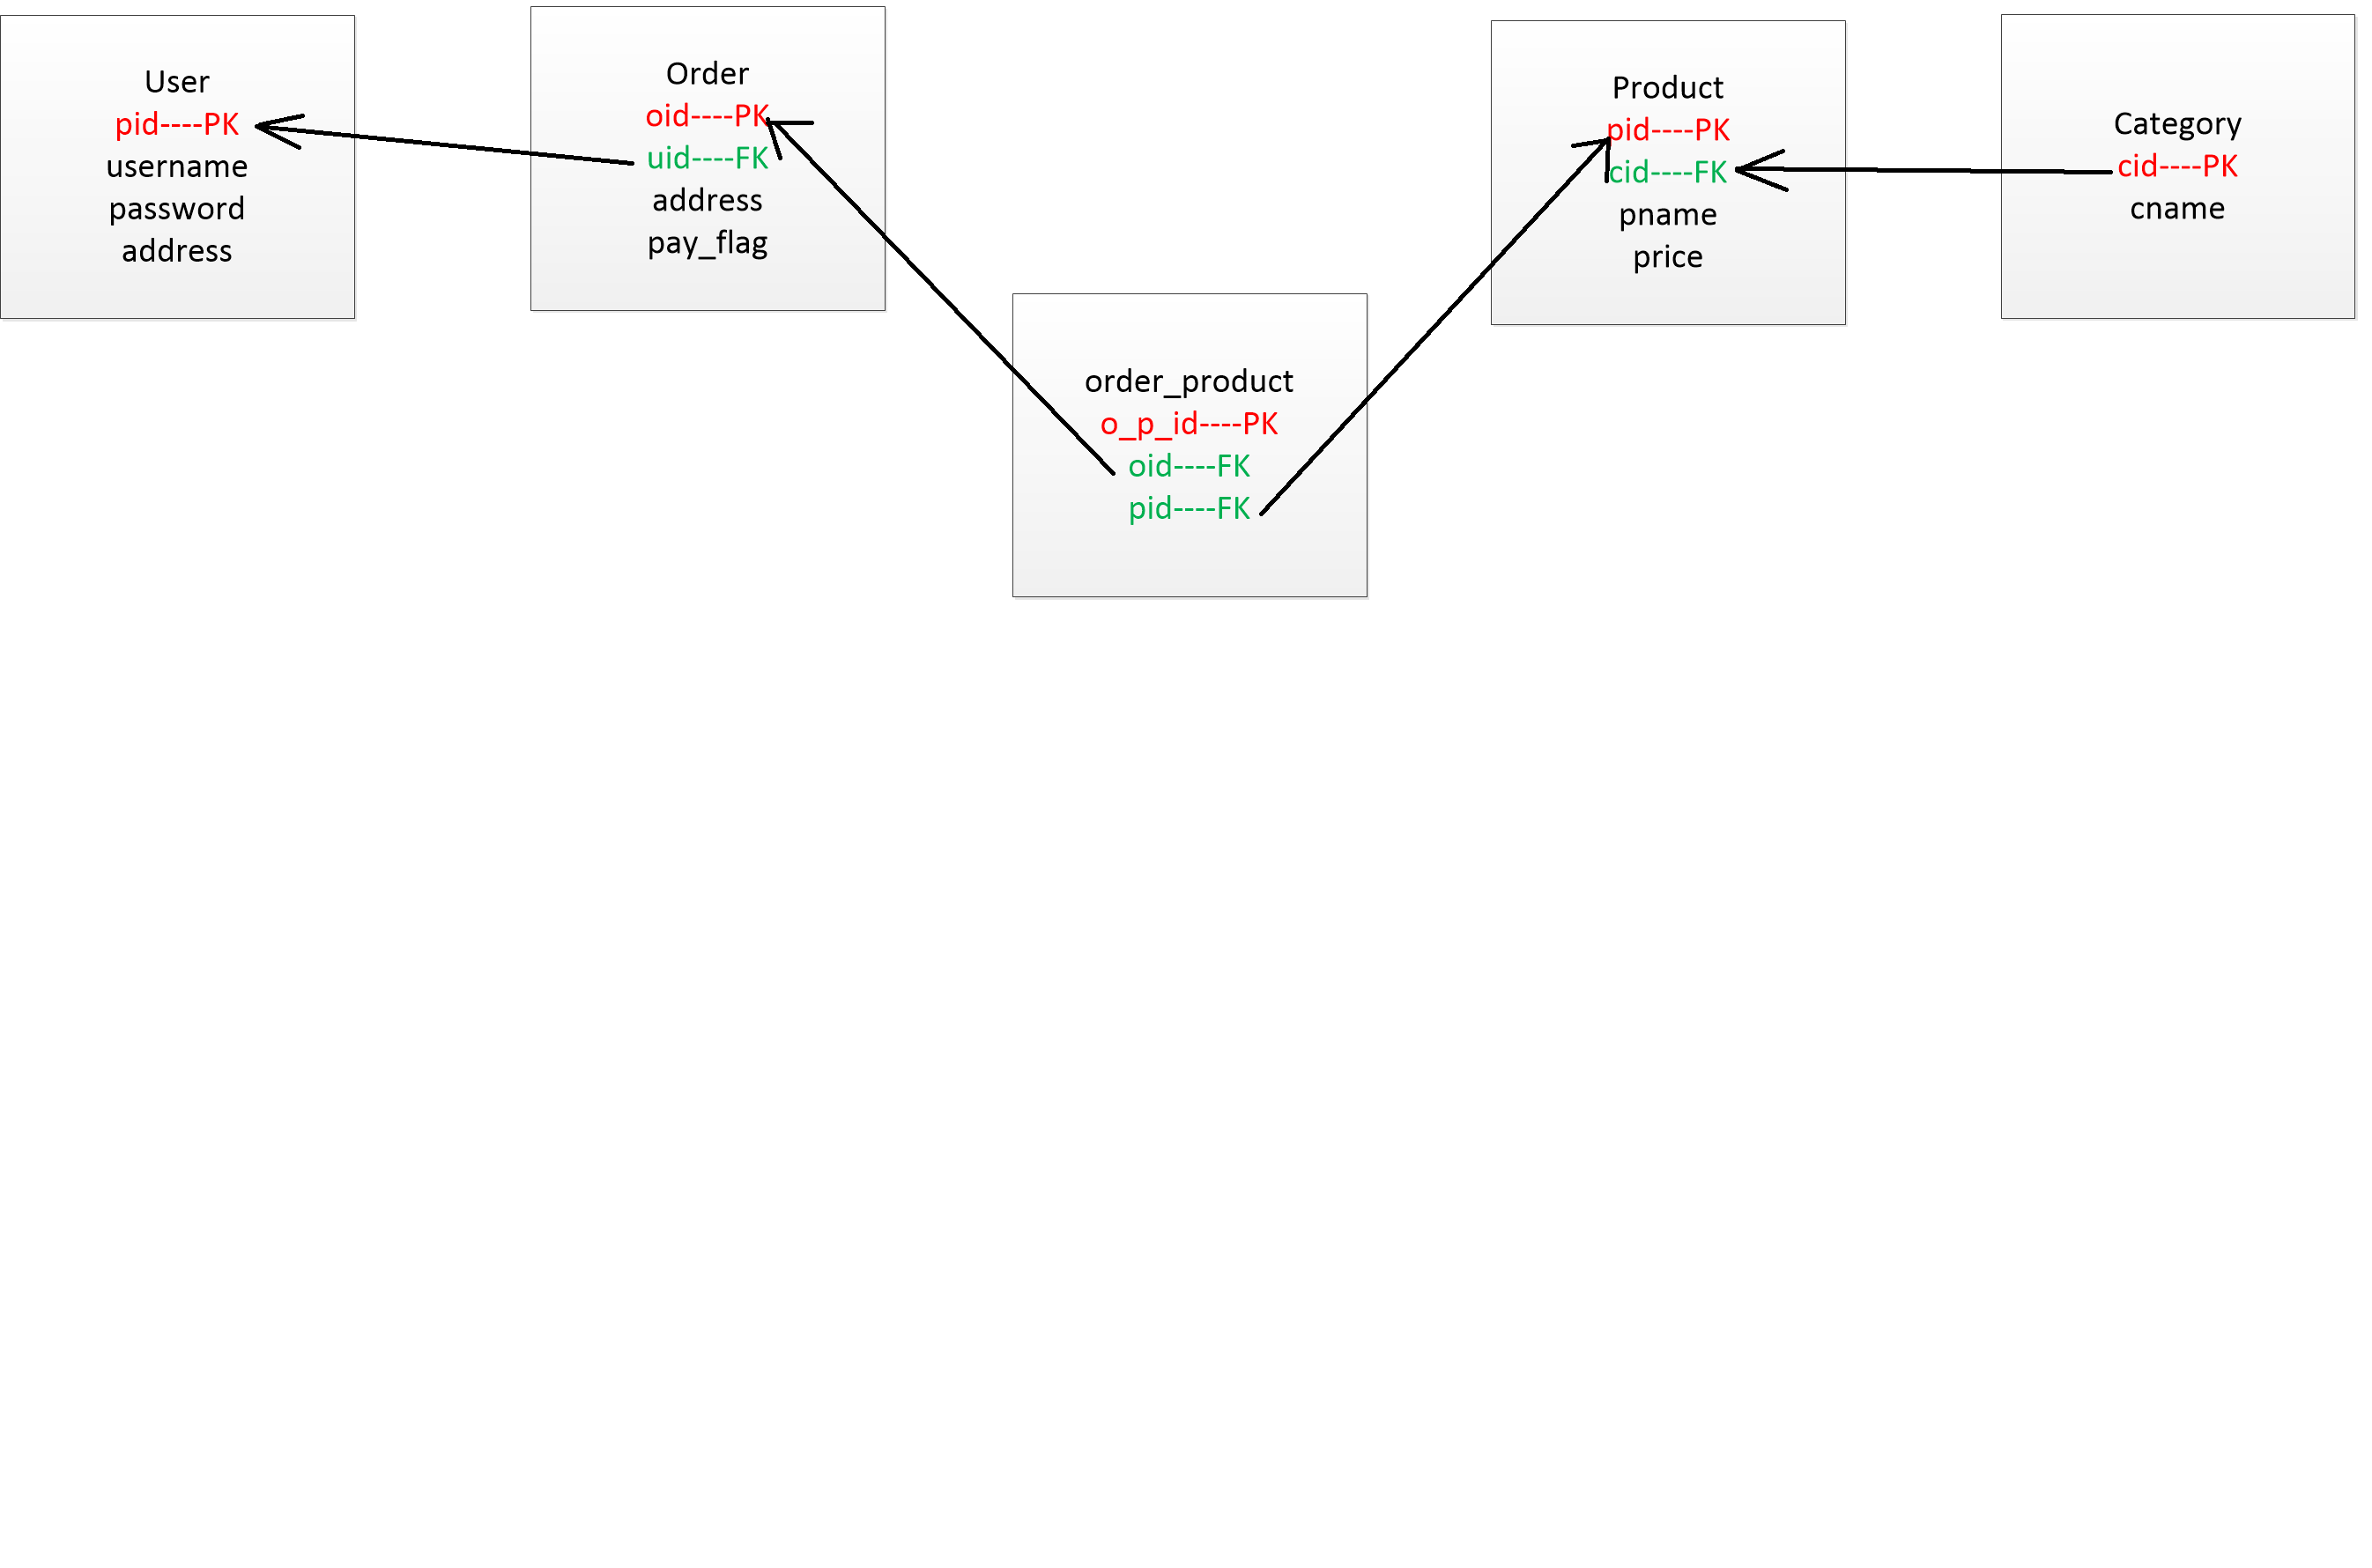 User
pid----PK
username
password
address
Order
oid----PK
uid----FK
address
pay_flag
order_product
o_p_id----PK
oid----FK
pid----FK
Product
pid----PK
cid----FK
pname
price
Category
cid----PK
cname